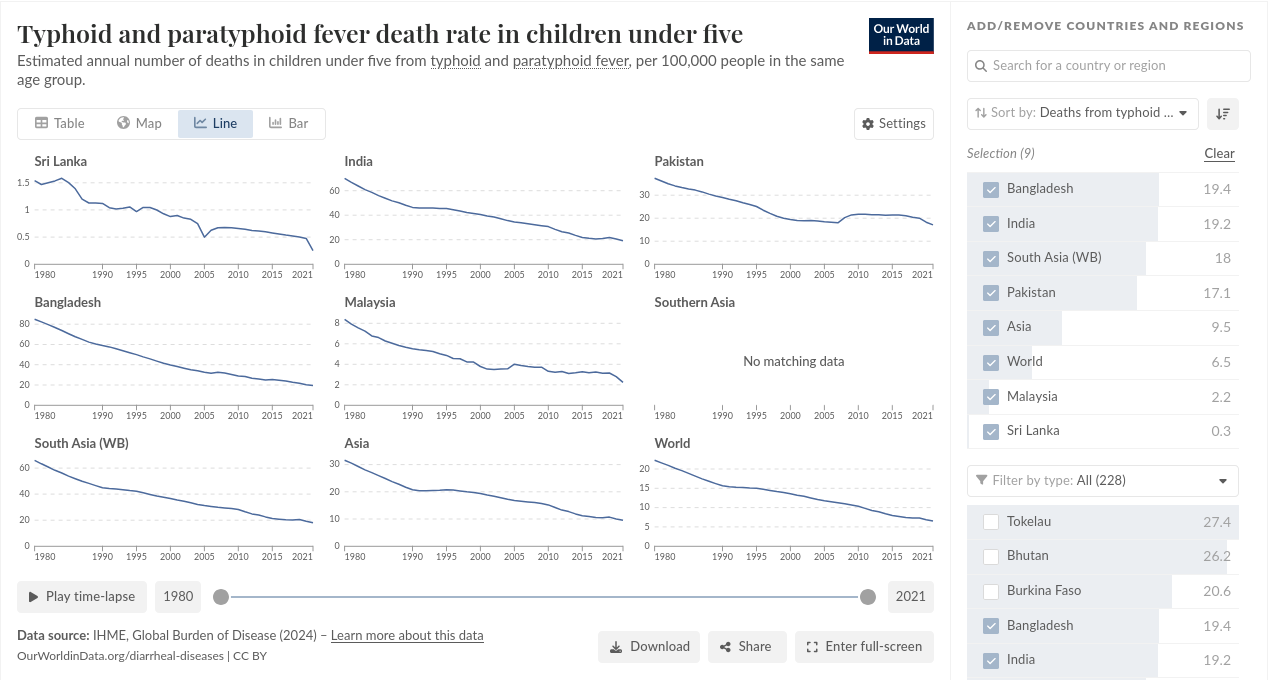 Typhoid and paratyphoid fever death rate in children under five
Estimated annual number of deaths in children under five from typhoid and paratyphoid fever, per 100,000 people in the same
age group.
Our World
in Data
Table
Map
Line
Bar
Settings
Sri Lanka
1.5
1
0.5
0
1980 1990 1995 2000 2005 2010 2015 2021
India
60
40
20
0
1980 1990 1995 2000 2005 2010 2015 2021
Pakistan
30
20
10
0
1980 1990 1995 2000 2005 2010 2015 2021
Bangladesh
80
60
40
20
0
1980 1990 1995 2000 2005 2010 2015 2021
Malaysia
8
6
4
2
0
1980 1990 1995 2000 2005 2010 2015 2021
Southern Asia
No matching data
1980 1990 1995 2000 2005 2010 2015 2021
South Asia (WB)
60
40
20
0
1980 1990 1995 2000 2005 2010 2015 2021
Asia
30
20
10
0
1980 1990 1995 2000 2005 2010 2015 2021
World
20
15
10
5
0
1980 1990 1995 2000 2005 2010 2015 2021
Play time-lapse
1980
2021
Data source: IHME, Global Burden of Disease (2024) – Learn more about this data
OurWorldinData.org/diarrheal-diseases | CC BY
Download
Share
Enter full-screen
ADD/REMOVE COUNTRIES AND REGIONS
Search for a country or region
Sort by: Deaths from typhoid ...
Selection (9)
Clear
Bangladesh 19.4
India 19.2
South Asia (WB) 18
Pakistan 17.1
Asia 9.5
World 6.5
Malaysia 2.2
Sri Lanka 0.3
Filter by type: All (228)
Tokelau 27.4
Bhutan 26.2
Burkina Faso 20.6
Bangladesh 19.4
India 19.2